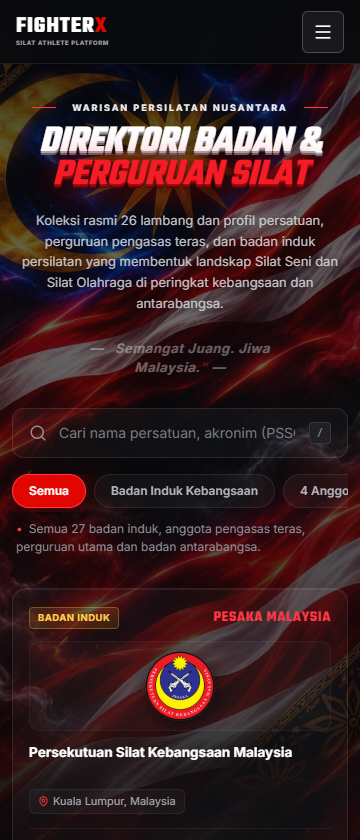 FIGHTERX
SILAT ATHLETE PLATFORM
WARISAN PERSILATAN NUSANTARA
DIREKTORI BADAN &
PERGURUAN SILAT
Koleksi rasmi 26 lambang dan profil persatuan,
perguruan pengasas teras, dan badan induk
persilatan yang membentuk landskap Silat Seni dan
Silat Olahraga di peringkat kebangsaan dan
antarabangsa.
— "Semangat Juang. Jiwa
Malaysia." —
Cari nama persatuan, akronim (PSS
/
Semua
Badan Induk Kebangsaan
4 Anggo
• Semua 27 badan induk, anggota pengasas teras,
perguruan utama dan badan antarabangsa.
BADAN INDUK
PESAKA MALAYSIA
Persekutuan Silat Kebangsaan Malaysia
Kuala Lumpur, Malaysia